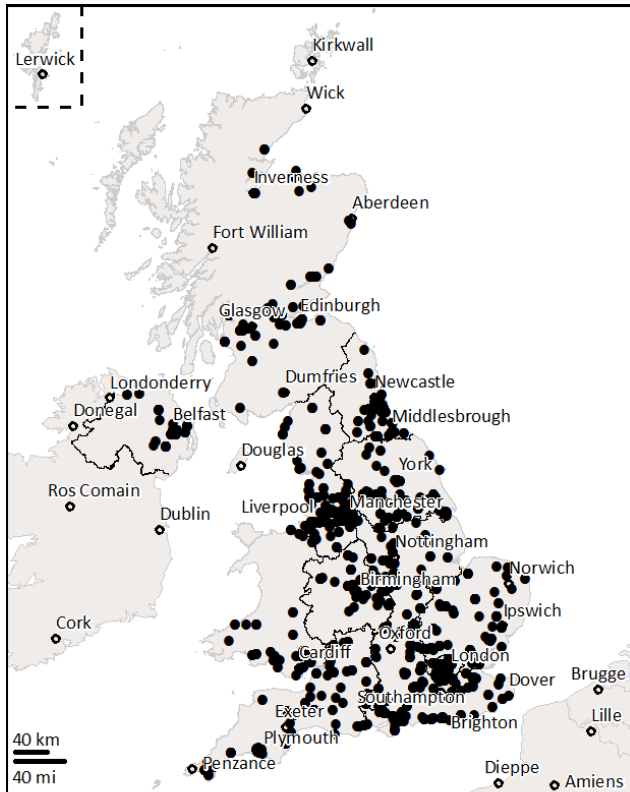 Kirkwall
Lerwick
Wick
Inverness
Aberdeen
Fort William
Glasgow
Edinburgh
Dumfries
Londonderry
Newcastle
Donegal
Belfast
Middlesbrough
Douglas
York
Ros Comain
Liverpool
Manchester
Dublin
Nottingham
Birmingham
Norwich
Ipswich
Cork
Oxford
Cardiff
London
Dover
Brugge
Southampton
Exeter
Brighton
Lille
Plymouth
40 km
Penzance
40 mi
Dieppe
Amiens